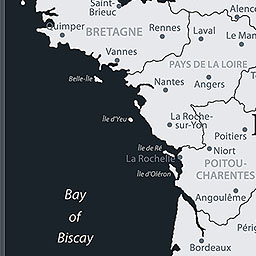 Saint-
Brieuc
Alenço
Quimper
BRETAGNE
Rennes
Laval
Le Man
Vannes
PAYS DE LA LOIRE
Belle-Île
Nantes
Angers
Île d'Yeu
La Roche-
sur-Yon
Poitiers
Île de Ré
Niort
La Rochelle
POITOU-
CHARENTES
Île d'Oléron
Angoulême
Bay
of
Biscay
Périg
Bordeaux